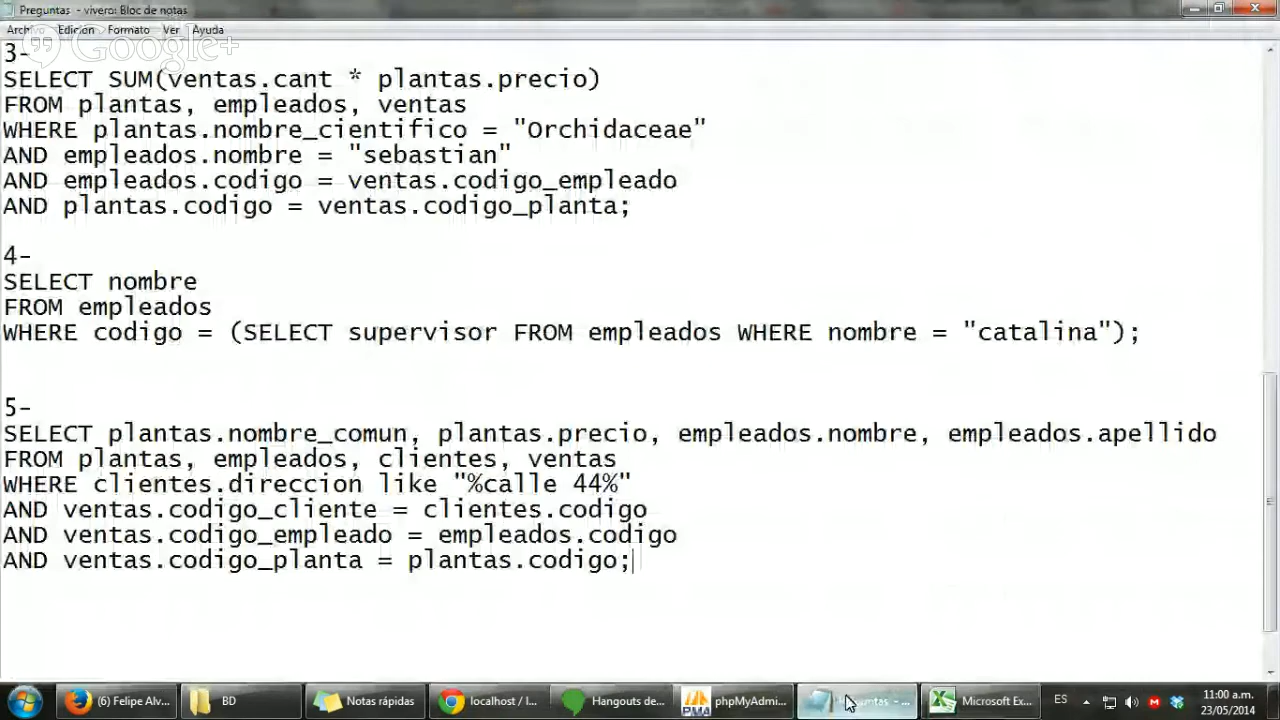 Preguntas - vivero: Bloc de notas
Archivo Edición Formato Ver Ayuda
Google+
3-
SELECT SUM(ventas.cant * plantas.precio)
FROM plantas, empleados, ventas
WHERE plantas.nombre_cientifico = "Orchidaceae"
AND empleados.nombre = "sebastian"
AND empleados.codigo = ventas.codigo_empleado
AND plantas.codigo = ventas.codigo_planta;
4-
SELECT nombre
FROM empleados
WHERE codigo = (SELECT supervisor FROM empleados WHERE nombre = "catalina");
5-
SELECT plantas.nombre_comun, plantas.precio, empleados.nombre, empleados.apellido
FROM plantas, empleados, clientes, ventas
WHERE clientes.direccion like "%calle 44%"
AND ventas.codigo_cliente = clientes.codigo
AND ventas.codigo_empleado = empleados.codigo
AND ventas.codigo_planta = plantas.codigo;
(6) Felipe Alv... BD Notas rápidas localhost / l... Hangouts de... PMA phpMyAdmi... Microsoft Ex... ES 11:00 a.m.
23/05/2014